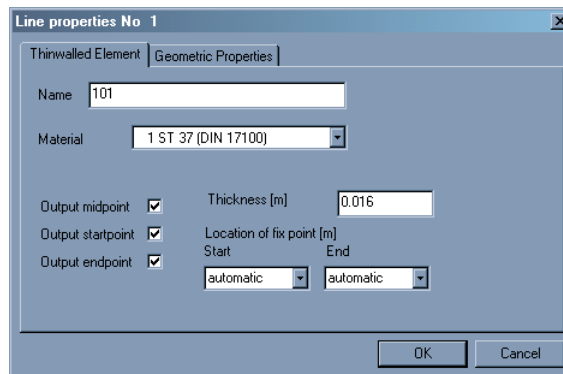 Line properties No 1
Thinwalled Element
Geometric Properties
Name 101
Material 1 ST 37 (DIN 17100)
Output midpoint
Thickness [m] 0.016
Output startpoint
Location of fix point [m]
Output endpoint
Start End
automatic automatic
OK Cancel